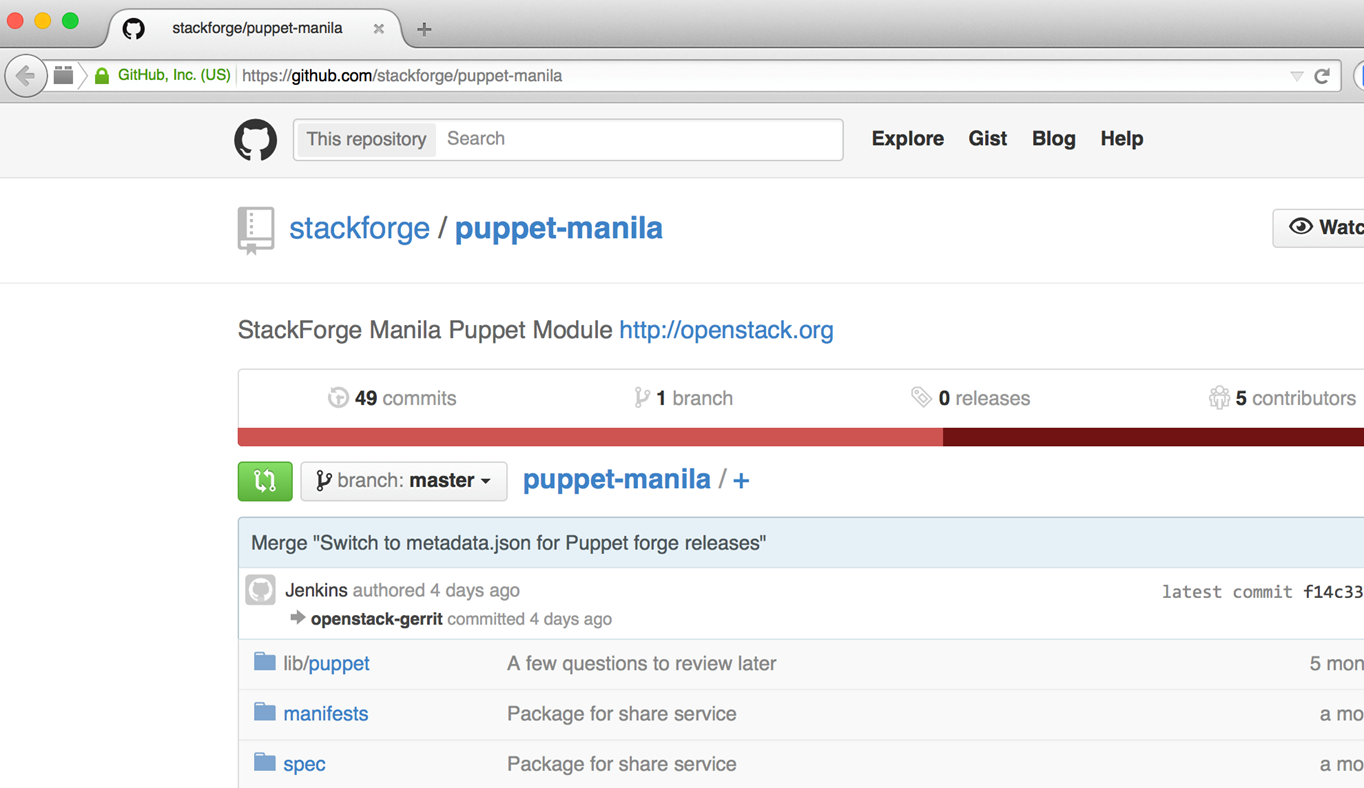 stackforge/puppet-manila
GitHub, Inc. (US) https://github.com/stackforge/puppet-manila
This repository Search Explore Gist Blog Help
stackforge / puppet-manila
StackForge Manila Puppet Module http://openstack.org
49 commits 1 branch 0 releases 5 contributors
branch: master puppet-manila / +
Merge "Switch to metadata.json for Puppet forge releases"
Jenkins authored 4 days ago latest commit f14c33
openstack-gerrit committed 4 days ago
lib/puppet A few questions to review later 5 mon
manifests Package for share service a mo
spec Package for share service a mo